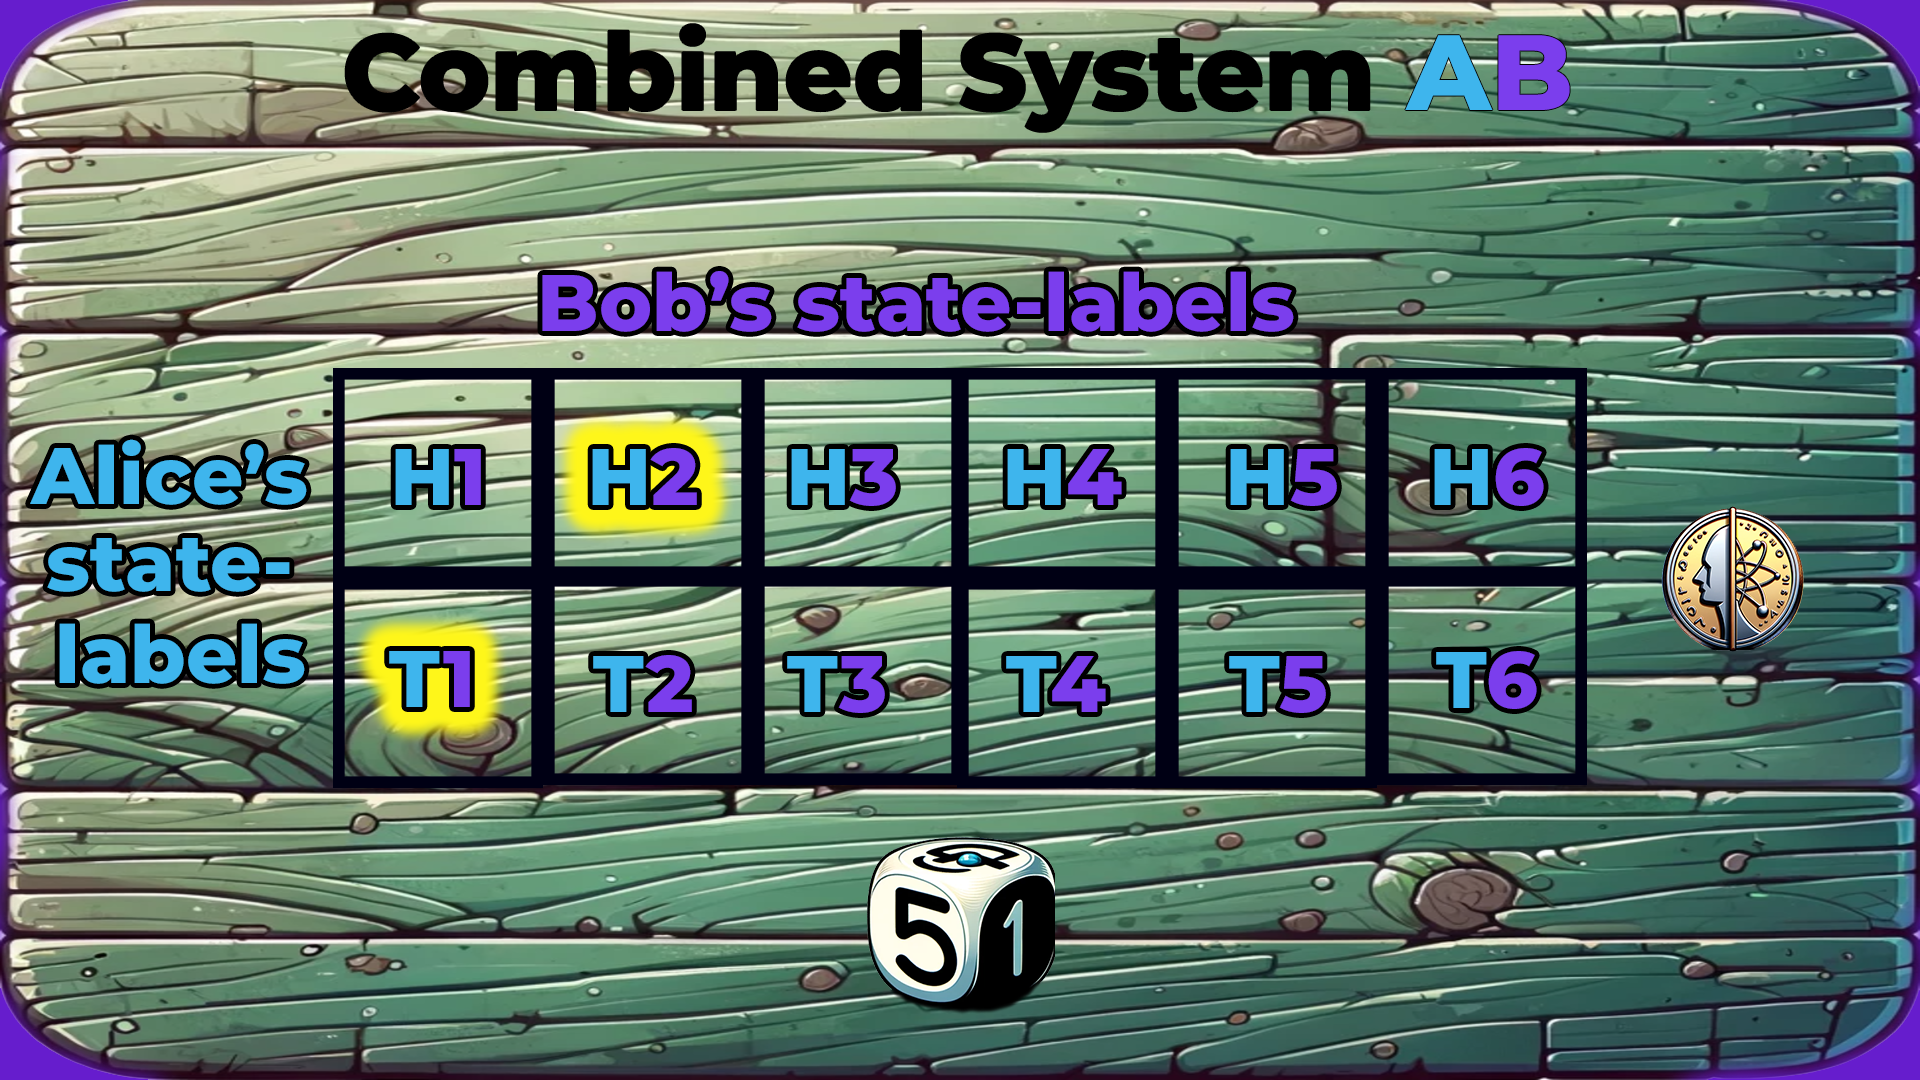 Combined System AB
Bob's state-labels
Alice's
state-
labels
H1 H2 H3 H4 H5 H6
T1 T2 T3 T4 T5 T6
5 1